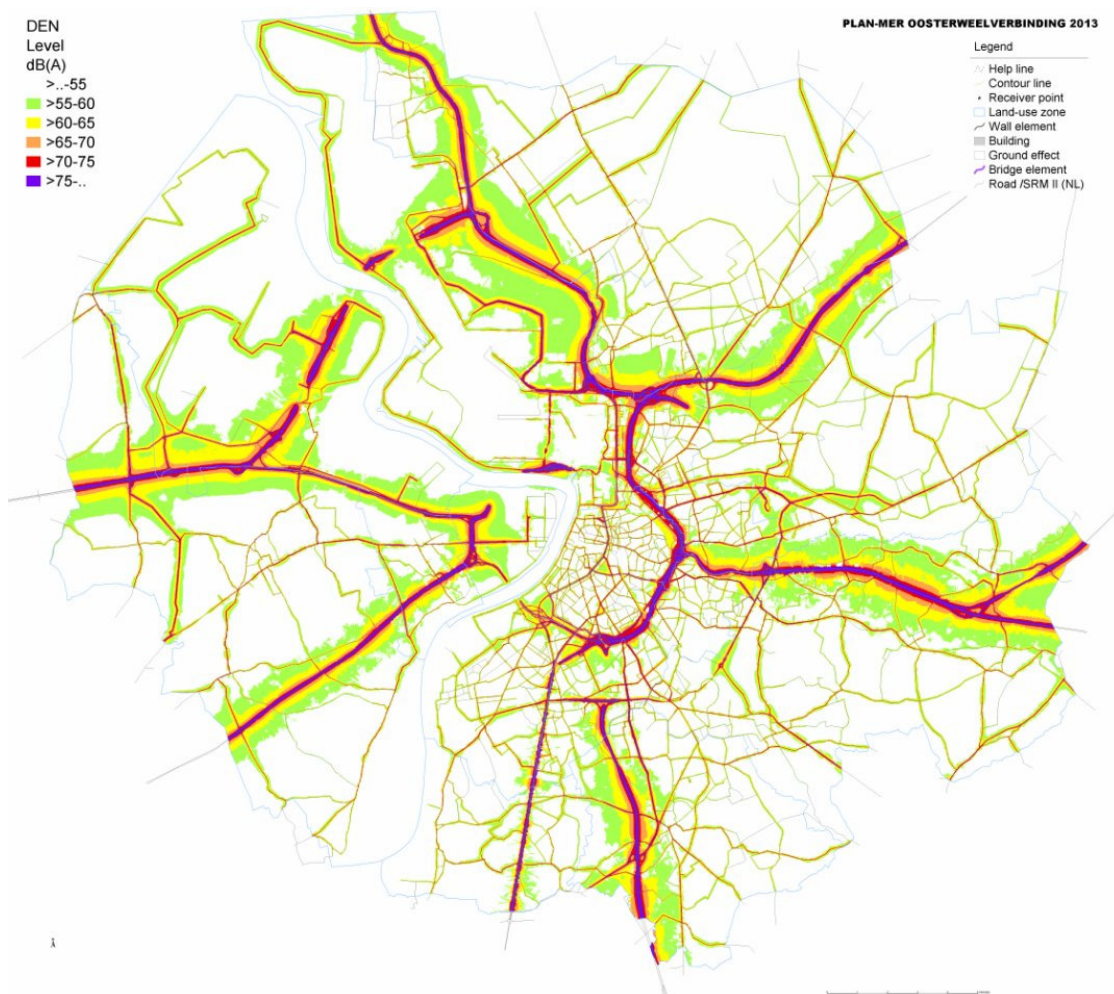 DEN
Level
dB(A)
>..-55
>55-60
>60-65
>65-70
>70-75
>75-..
PLAN-MER OOSTERWEELVERBINDING 2013
Legend
Help line
Contour line
Receiver point
Land-use zone
Wall element
Building
Ground effect
Bridge element
Road /SRM II (NL)